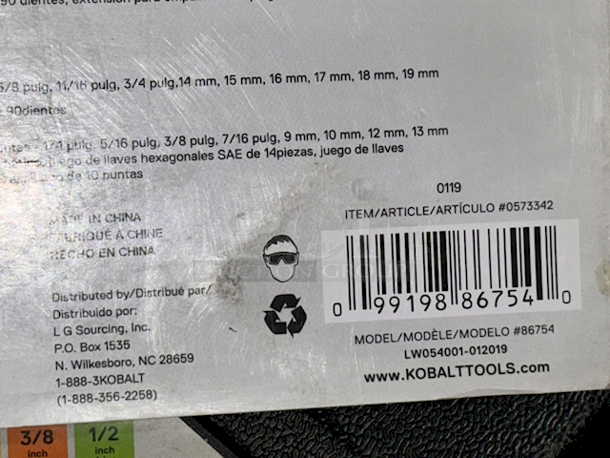 90 dientes, extensión para
5/8 pulg, 11/16 pulg, 3/4 pulg,14 mm, 15 mm, 16 mm, 17 mm, 18 mm, 19 mm
90dientes
1/4 pulg, 5/16 pulg, 3/8 pulg, 7/16 pulg, 9 mm, 10 mm, 12 mm, 13 mm
juego de llaves hexagonales SAE de 14piezas, juego de llaves
de 10 puntas
0119
ITEM/ARTICLE/ARTÍCULO #0573342
MADE IN CHINA
FABRIQUÉ À CHINE
HECHO EN CHINA
0 99198 86754 0
Distributed by/Distribué par/
Distribuido por:
L G Sourcing, Inc.
P.O. Box 1535
N. Wilkesboro, NC 28659
1-888-3KOBALT
(1-888-356-2258)
MODEL/MODÈLE/MODELO #86754
LW054001-012019
www.KOBALTTOOLS.com
3/8 1/2
inch inch